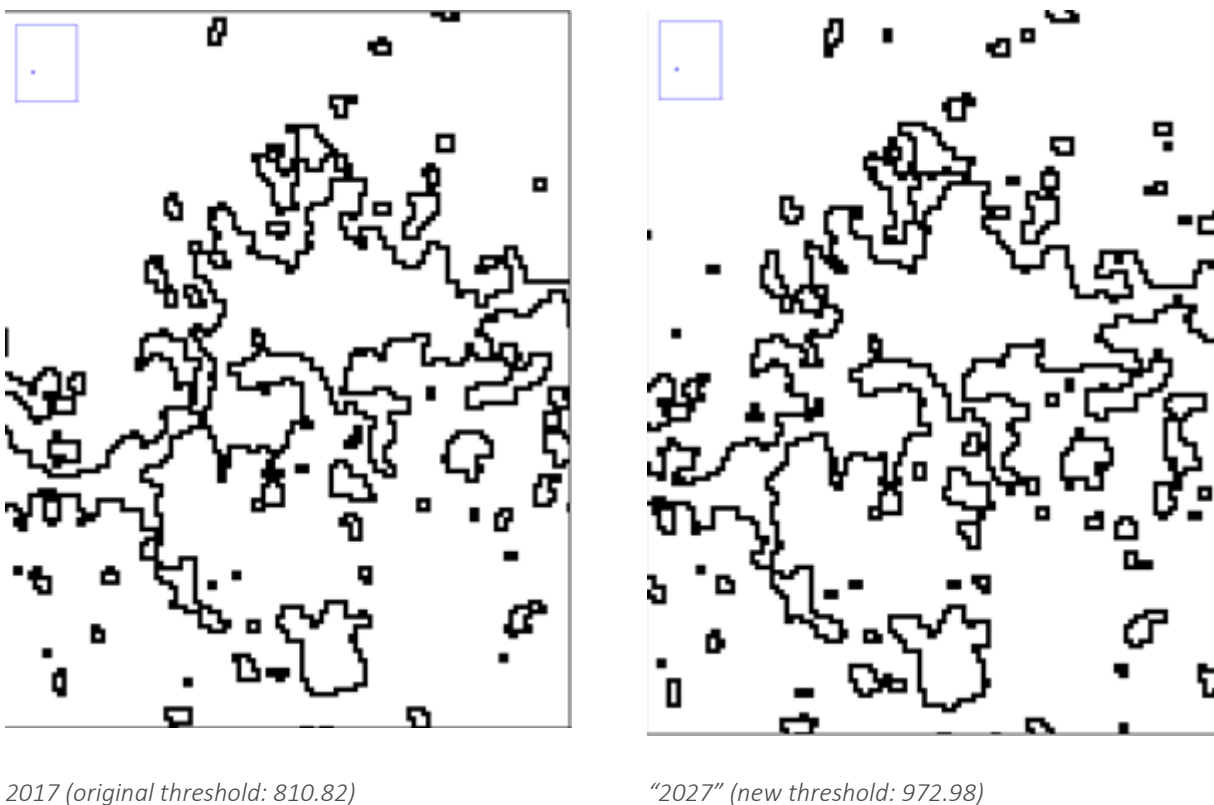 2017 (original threshold: 810.82)
“2027” (new threshold: 972.98)